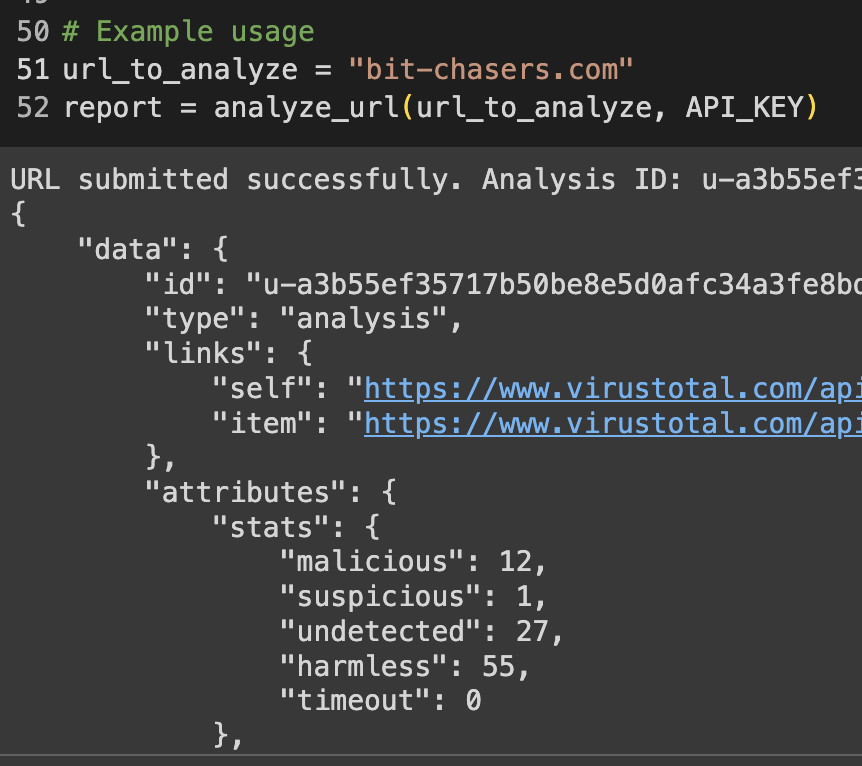 50 # Example usage
51 url_to_analyze = "bit-chasers.com"
52 report = analyze_url(url_to_analyze, API_KEY)
URL submitted successfully. Analysis ID: u-a3b55ef3
{
    "data": {
        "id": "u-a3b55ef35717b50be8e5d0afc34a3fe8bd
        "type": "analysis",
        "links": {
            "self": "https://www.virustotal.com/api
            "item": "https://www.virustotal.com/api
        },
        "attributes": {
            "stats": {
                "malicious": 12,
                "suspicious": 1,
                "undetected": 27,
                "harmless": 55,
                "timeout": 0
            },